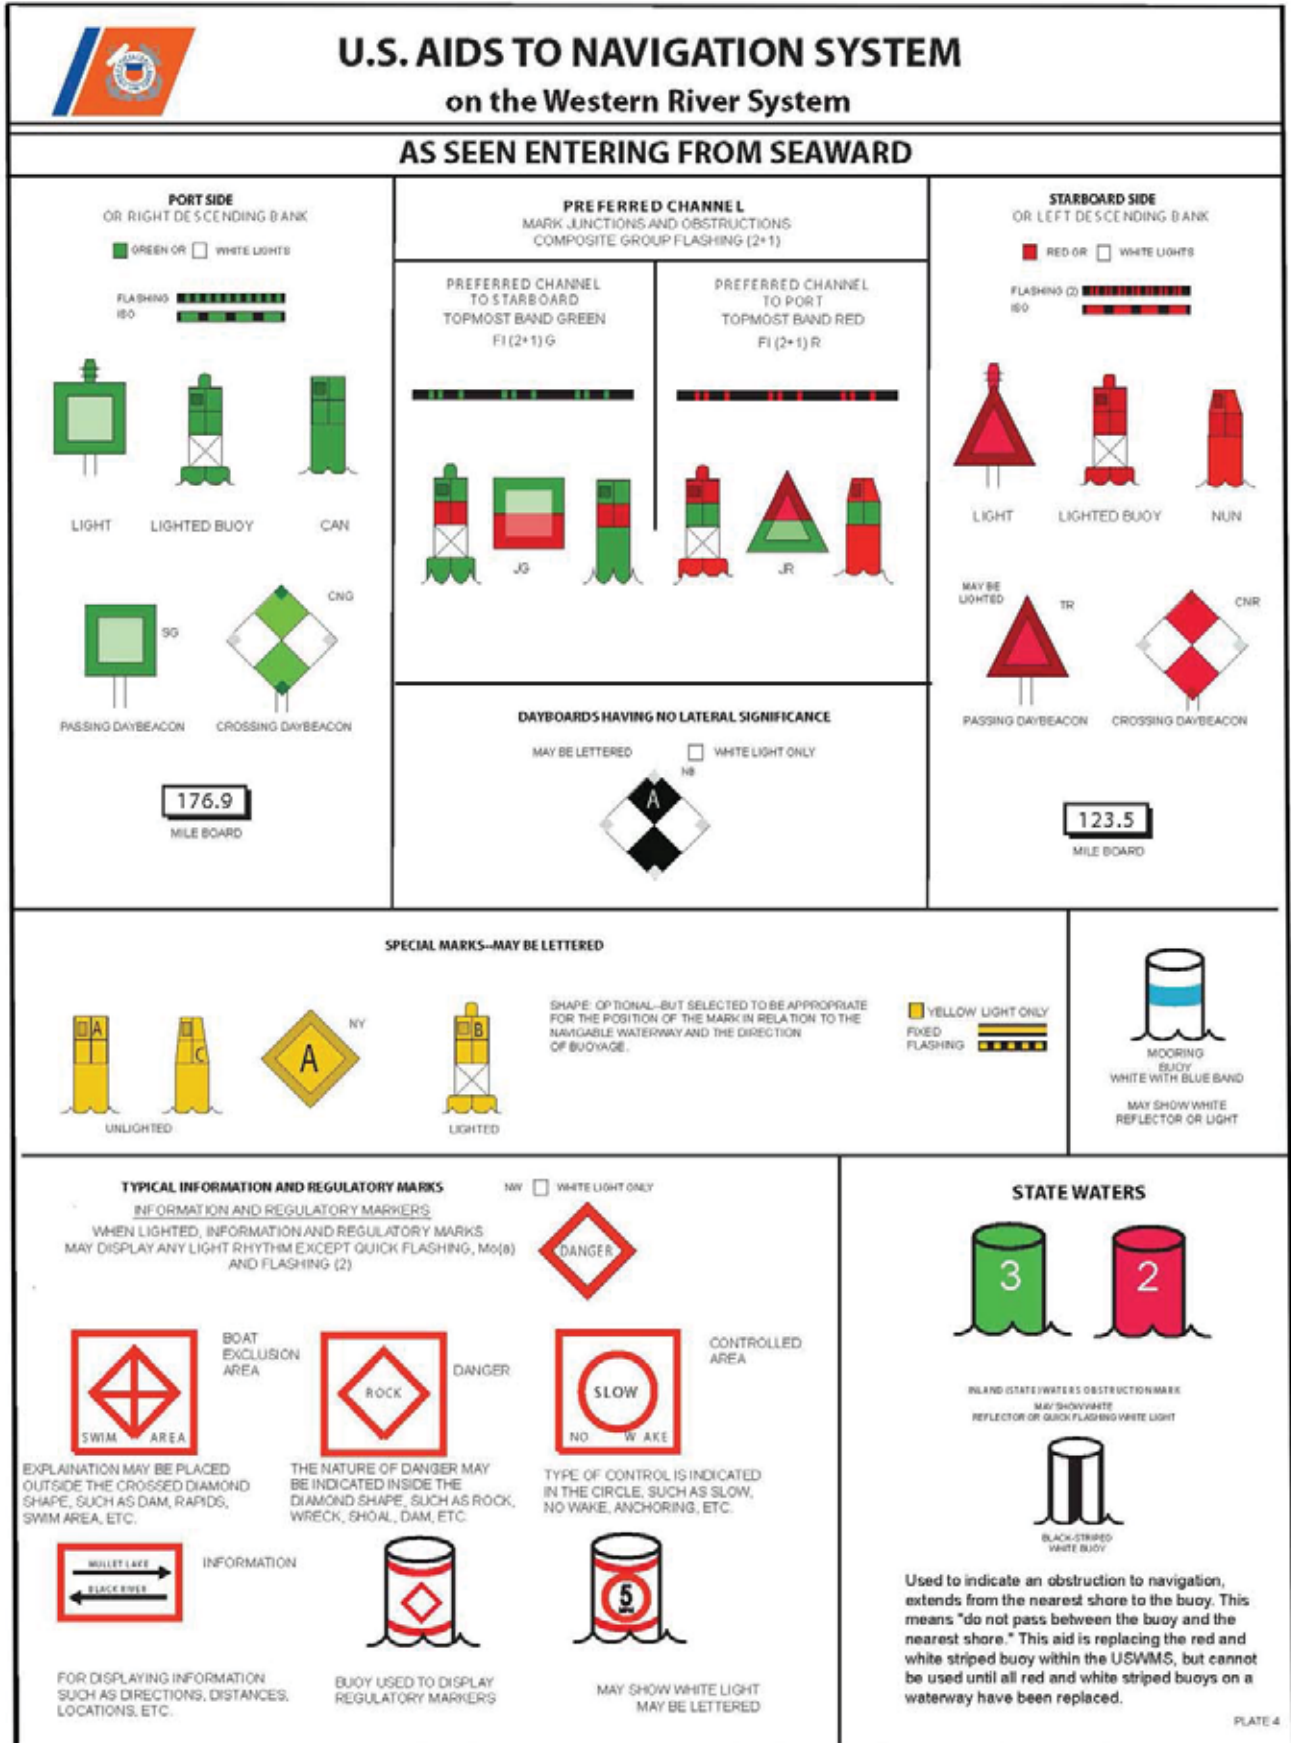 U.S. AIDS TO NAVIGATION SYSTEM
on the Western River System
AS SEEN ENTERING FROM SEAWARD
PORT SIDE
OR RIGHT DESCENDING BANK
GREEN OR WHITE LIGHTS
FLASHING
ISO
LIGHT
LIGHTED BUOY
CAN
SG
CNG
PASSING DAYBEACON
CROSSING DAYBEACON
176.9
MILE BOARD
PREFERRED CHANNEL
MARK JUNCTIONS AND OBSTRUCTIONS
COMPOSITE GROUP FLASHING (2+1)
PREFERRED CHANNEL
TO STARBOARD
TOPMOST BAND GREEN
FI (2+1) G
JG
PREFERRED CHANNEL
TO PORT
TOPMOST BAND RED
FI (2+1) R
JR
DAYBOARDS HAVING NO LATERAL SIGNIFICANCE
MAY BE LETTERED
WHITE LIGHT ONLY
NB
A
STARBOARD SIDE
OR LEFT DESCENDING BANK
RED OR WHITE LIGHTS
FLASHING (2)
ISO
LIGHT
LIGHTED BUOY
NUN
MAY BE
LIGHTED
TR
CNR
PASSING DAYBEACON
CROSSING DAYBEACON
123.5
MILE BOARD
SPECIAL MARKS--MAY BE LETTERED
A
C
UNLIGHTED
A
NY
B
LIGHTED
SHAPE: OPTIONAL--BUT SELECTED TO BE APPROPRIATE
FOR THE POSITION OF THE MARK IN RELATION TO THE
NAVIGABLE WATERWAY AND THE DIRECTION
OF BUOYAGE.
YELLOW LIGHT ONLY
FIXED
FLASHING
MOORING
BUOY
WHITE WITH BLUE BAND
MAY SHOW WHITE
REFLECTOR OR LIGHT
TYPICAL INFORMATION AND REGULATORY MARKS
INFORMATION AND REGULATORY MARKERS
WHEN LIGHTED, INFORMATION AND REGULATORY MARKS
MAY DISPLAY ANY LIGHT RHYTHM EXCEPT QUICK FLASHING, Mo(a)
AND FLASHING (2)
NW WHITE LIGHT ONLY
DANGER
SWIM AREA
BOAT
EXCLUSION
AREA
EXPLAINATION MAY BE PLACED
OUTSIDE THE CROSSED DIAMOND
SHAPE, SUCH AS DAM, RAPIDS,
SWIM AREA, ETC.
ROCK
DANGER
THE NATURE OF DANGER MAY
BE INDICATED INSIDE THE
DIAMOND SHAPE, SUCH AS ROCK,
WRECK, SHOAL, DAM, ETC.
SLOW
NO W AKE
CONTROLLED
AREA
TYPE OF CONTROL IS INDICATED
IN THE CIRCLE, SUCH AS SLOW,
NO WAKE, ANCHORING, ETC.
MULLET LAKE
BLACK RIVER
INFORMATION
FOR DISPLAYING INFORMATION
SUCH AS DIRECTIONS, DISTANCES,
LOCATIONS, ETC.
BUOY USED TO DISPLAY
REGULATORY MARKERS
5
MPH
MAY SHOW WHITE LIGHT
MAY BE LETTERED
STATE WATERS
3
2
INLAND (STATE) WATERS OBSTRUCTION MARK
MAY SHOW WHITE
REFLECTOR OR QUICK FLASHING WHITE LIGHT
BLACK-STRIPED
WHITE BUOY
Used to indicate an obstruction to navigation,
extends from the nearest shore to the buoy. This
means "do not pass between the buoy and the
nearest shore." This aid is replacing the red and
white striped buoy within the USWMS, but cannot
be used until all red and white striped buoys on a
waterway have been replaced.
PLATE 4